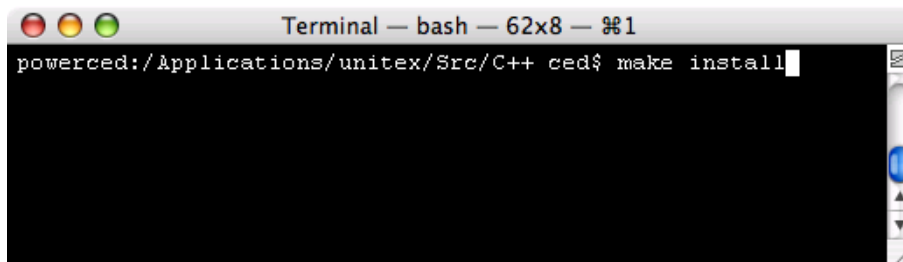 Terminal — bash — 62x8 — ⌘1
powerced:/Applications/unitex/Src/C++ ced$ make install